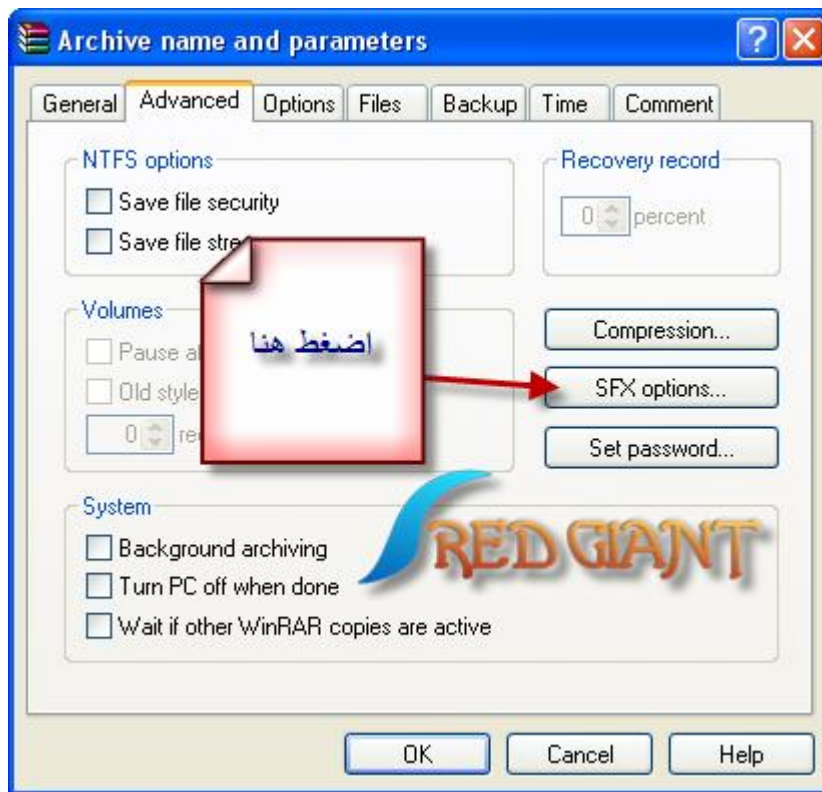 Archive name and parameters
General Advanced Options Files Backup Time Comment
NTFS options
Save file security
Save file
Recovery record
0 percent
Volumes
Pause
Old style
0
اضغط هنا
Compression...
SFX options...
Set password...
System
Background archiving
Turn PC off when done
Wait if other WinRAR copies are active
RED GIANT
OK Cancel Help